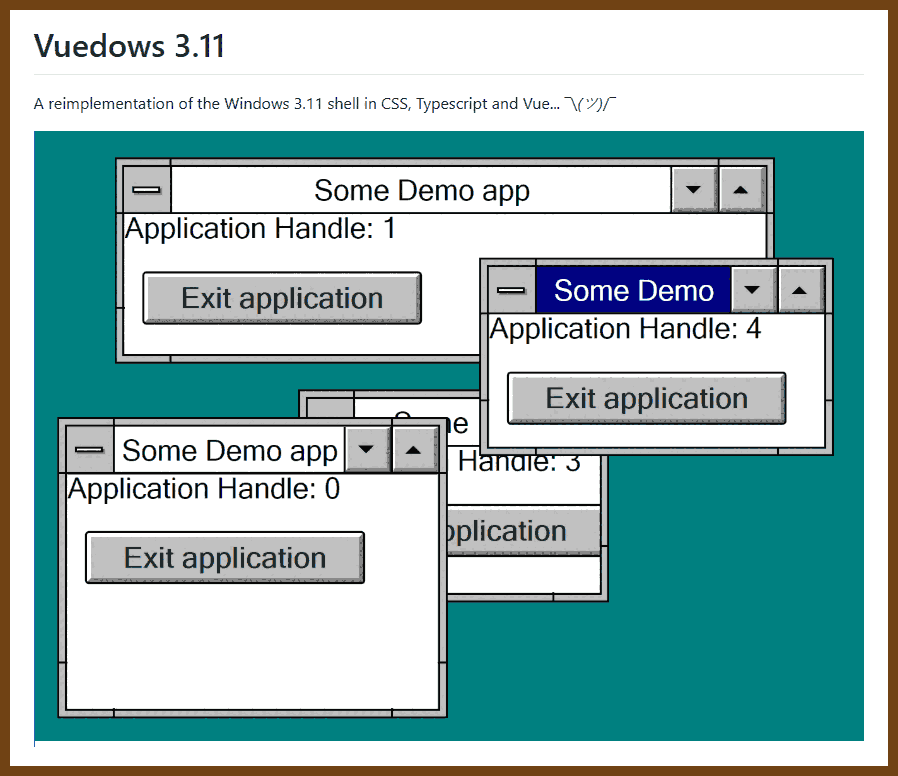 Vuedows 3.11
A reimplementation of the Windows 3.11 shell in CSS, Typescript and Vue... ¯\(ツ)/¯
Some Demo app
Application Handle: 1
Exit application
Some Demo
Application Handle: 4
Exit application
Handle: 3
plication
Some Demo app
Application Handle: 0
Exit application